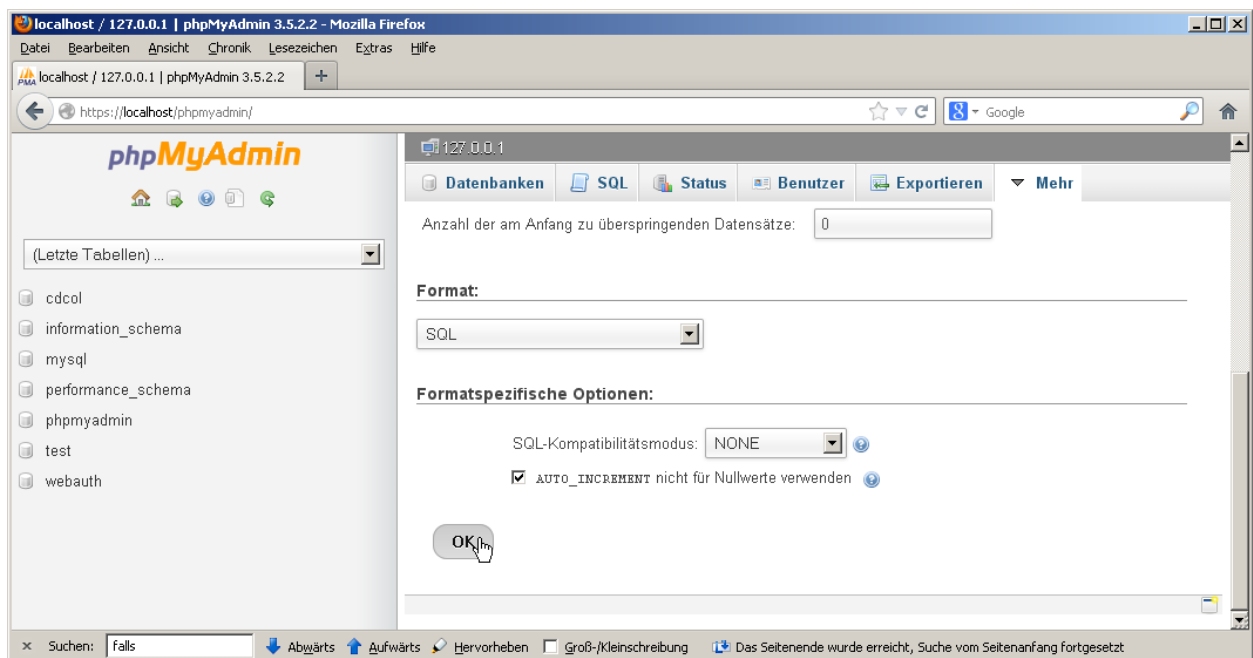 localhost / 127.0.0.1 | phpMyAdmin 3.5.2.2 - Mozilla Firefox
Datei Bearbeiten Ansicht Chronik Lesezeichen Extras Hilfe
PMA localhost / 127.0.0.1 | phpMyAdmin 3.5.2.2 +
https://localhost/phpmyadmin/
8 Google
phpMyAdmin
(Letzte Tabellen) ...
cdcol
information_schema
mysql
performance_schema
phpmyadmin
test
webauth
127.0.0.1
Datenbanken SQL Status Benutzer Exportieren Mehr
Anzahl der am Anfang zu überspringenden Datensätze: 0
Format:
SQL
Formatspezifische Optionen:
SQL-Kompatibilitätsmodus: NONE
AUTO_INCREMENT nicht für Nullwerte verwenden
OK
× Suchen: falls Abwärts Aufwärts Hervorheben Groß-/Kleinschreibung Das Seitenende wurde erreicht, Suche vom Seitenanfang fortgesetzt